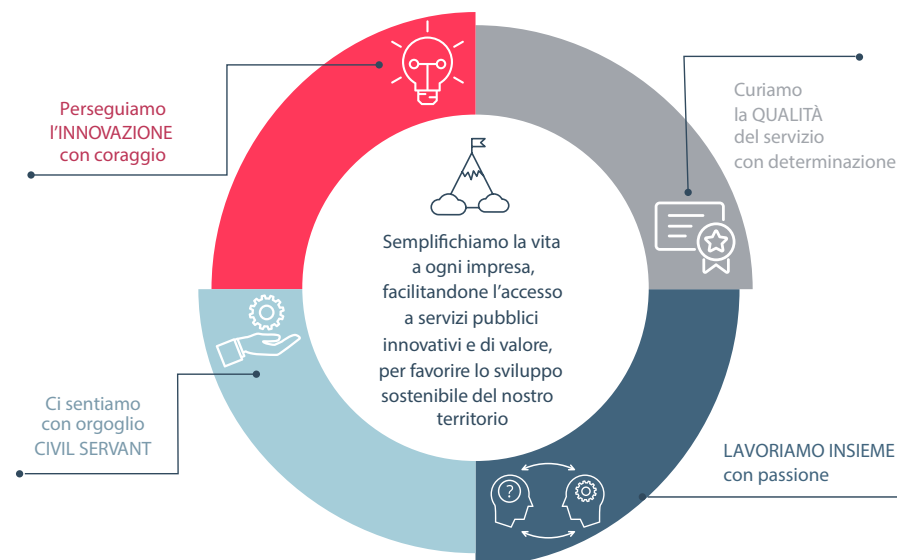 Perseguiamo
l'INNOVAZIONE
con coraggio
Curiamo
la QUALITÀ
del servizio
con determinazione
Semplifichiamo la vita
a ogni impresa,
facilitandone l'accesso
a servizi pubblici
innovativi e di valore,
per favorire lo sviluppo
sostenibile del nostro
territorio
?
Ci sentiamo
con orgoglio
CIVIL SERVANT
LAVORIAMO INSIEME
con passione